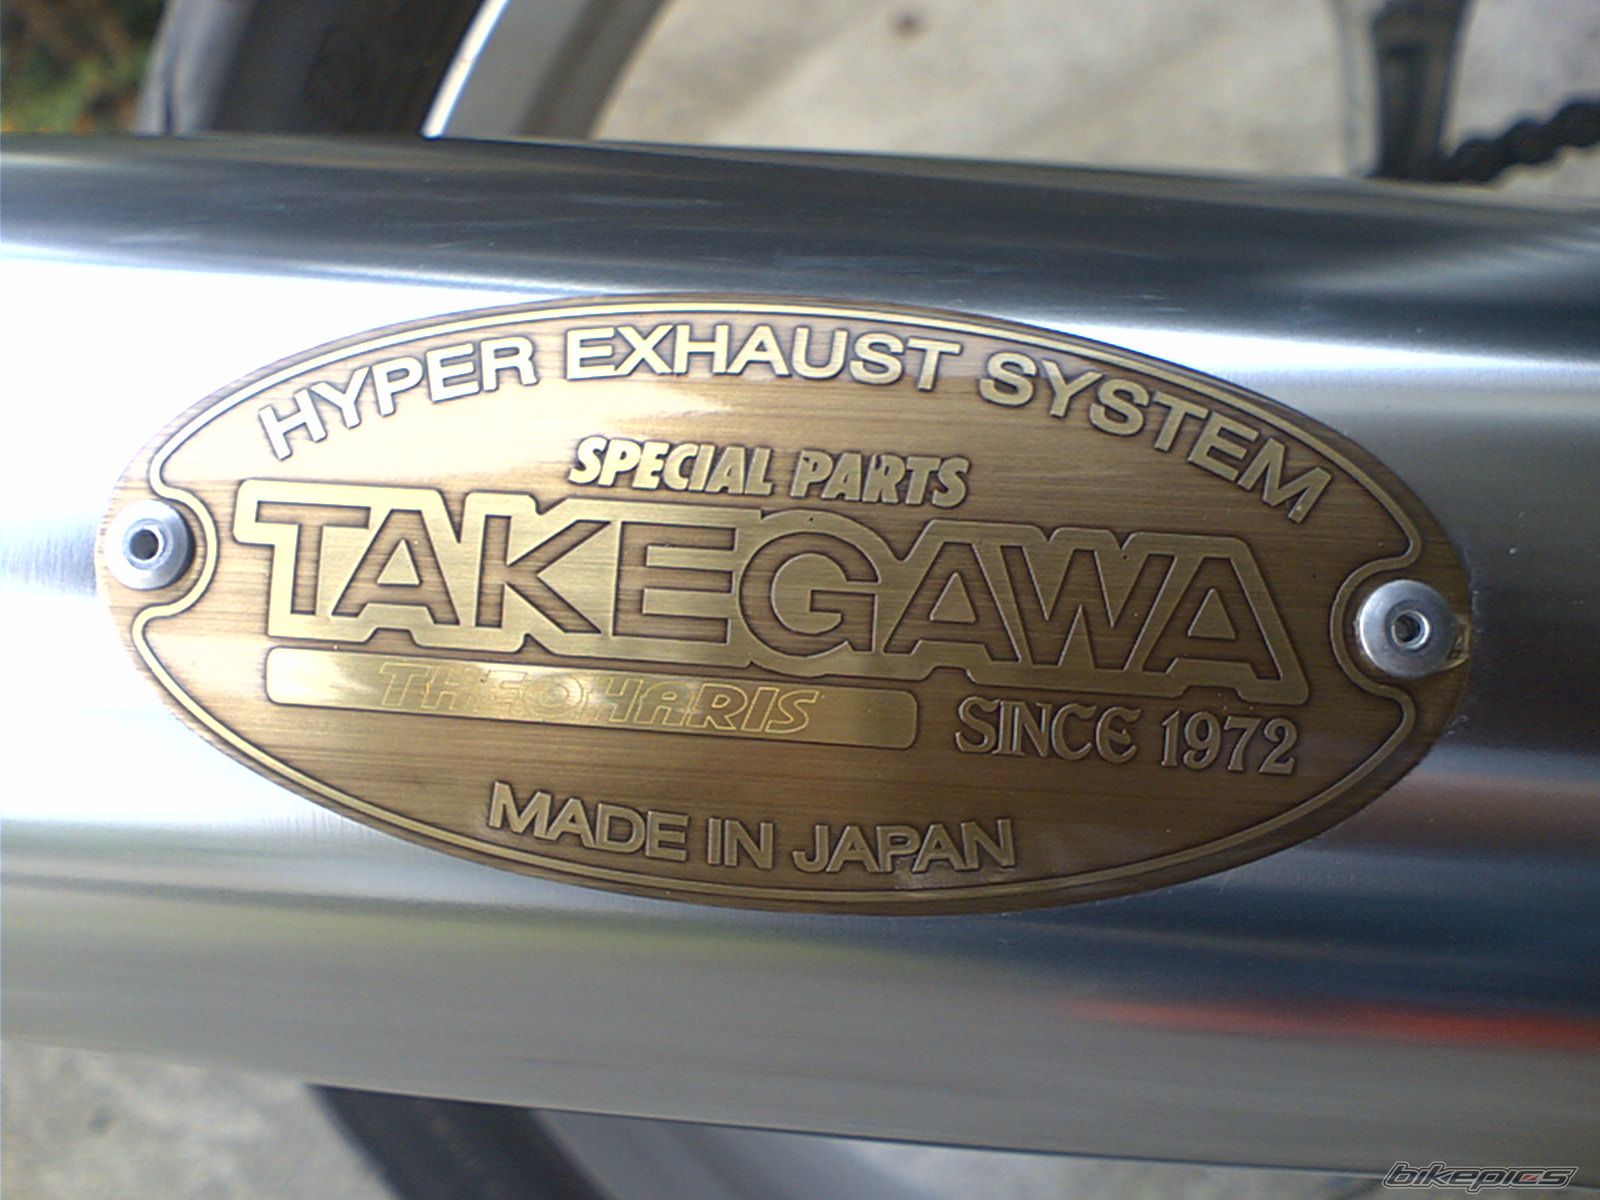 HYPER EXHAUST SYSTEM
SPECIAL PARTS
TAKEGAWA
THEOHARIS
SINCE 1972
MADE IN JAPAN
bikepics